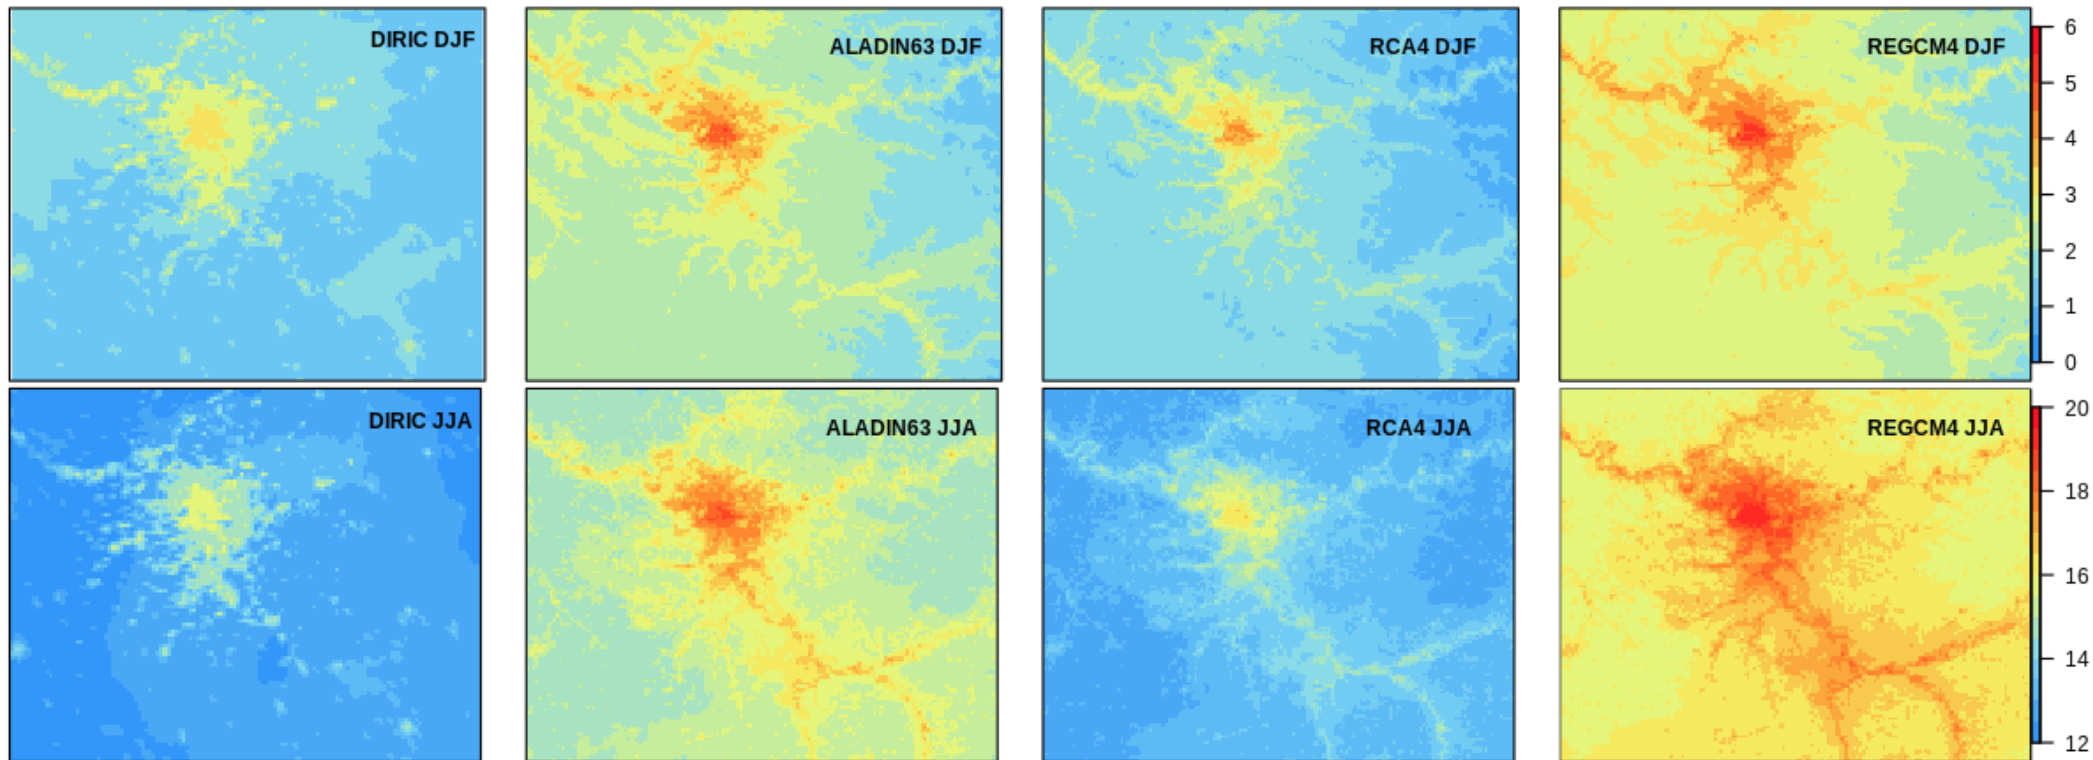 DIRIC DJF
ALADIN63 DJF
RCA4 DJF
REGCM4 DJF
6
5
4
3
2
1
0
DIRIC JJA
ALADIN63 JJA
RCA4 JJA
REGCM4 JJA
20
18
16
14
12